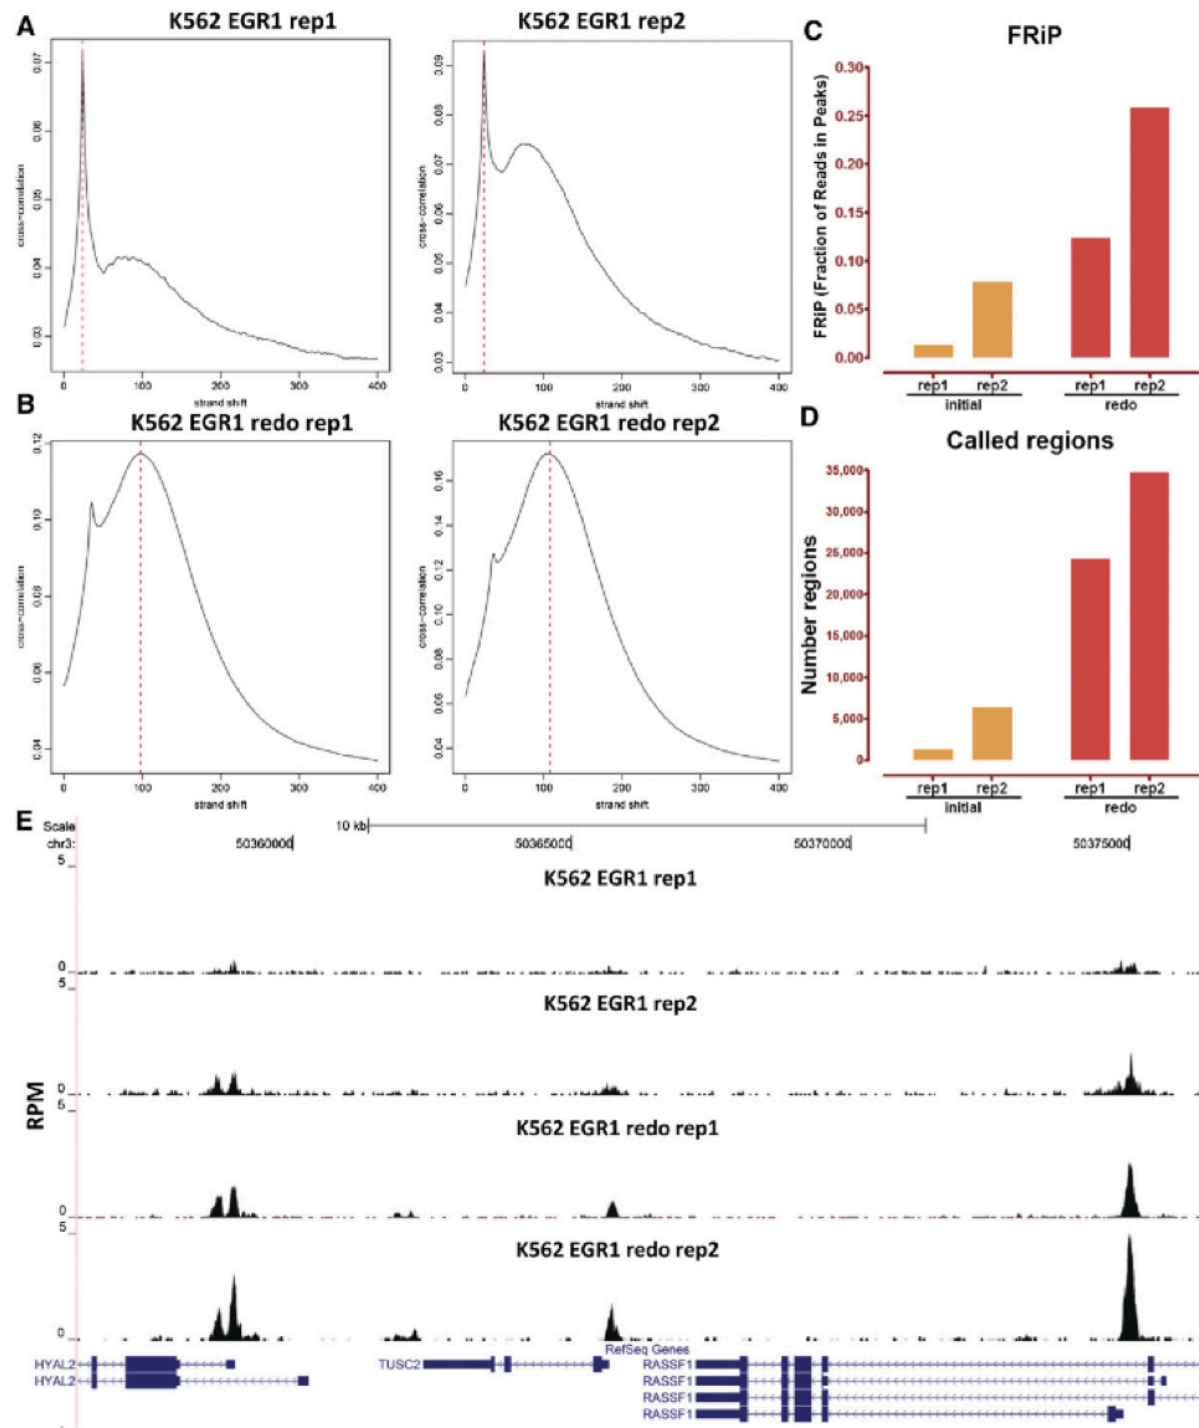 A
K562 EGR1 rep1
K562 EGR1 rep2
cross-correlation
0.03 0.04 0.05 0.06 0.07
0 100 200 300 400
strand shift
cross-correlation
0.03 0.04 0.05 0.06 0.07 0.08 0.09
0 100 200 300 400
strand shift
B
K562 EGR1 redo rep1
K562 EGR1 redo rep2
cross-correlation
0.04 0.06 0.08 0.10 0.12
0 100 200 300 400
strand shift
cross-correlation
0.04 0.06 0.08 0.10 0.12 0.14 0.16
0 100 200 300 400
strand shift
C
FRiP
FRiP (Fraction of Reads in Peaks)
0.30
0.25
0.20
0.15
0.10
0.05
0.00
rep1 rep2 rep1 rep2
initial redo
D
Called regions
Number regions
35,000
30,000
25,000
20,000
15,000
10,000
5,000
0
rep1 rep2 rep1 rep2
initial redo
E
Scale 10 kb
chr3: 50360000 50365000 50370000 50375000
RPM
5
K562 EGR1 rep1
0
5
K562 EGR1 rep2
0
5
K562 EGR1 redo rep1
0
5
K562 EGR1 redo rep2
0
RefSeq Genes
HYAL2 TUSC2 RASSF1
HYAL2 RASSF1
RASSF1
RASSF1